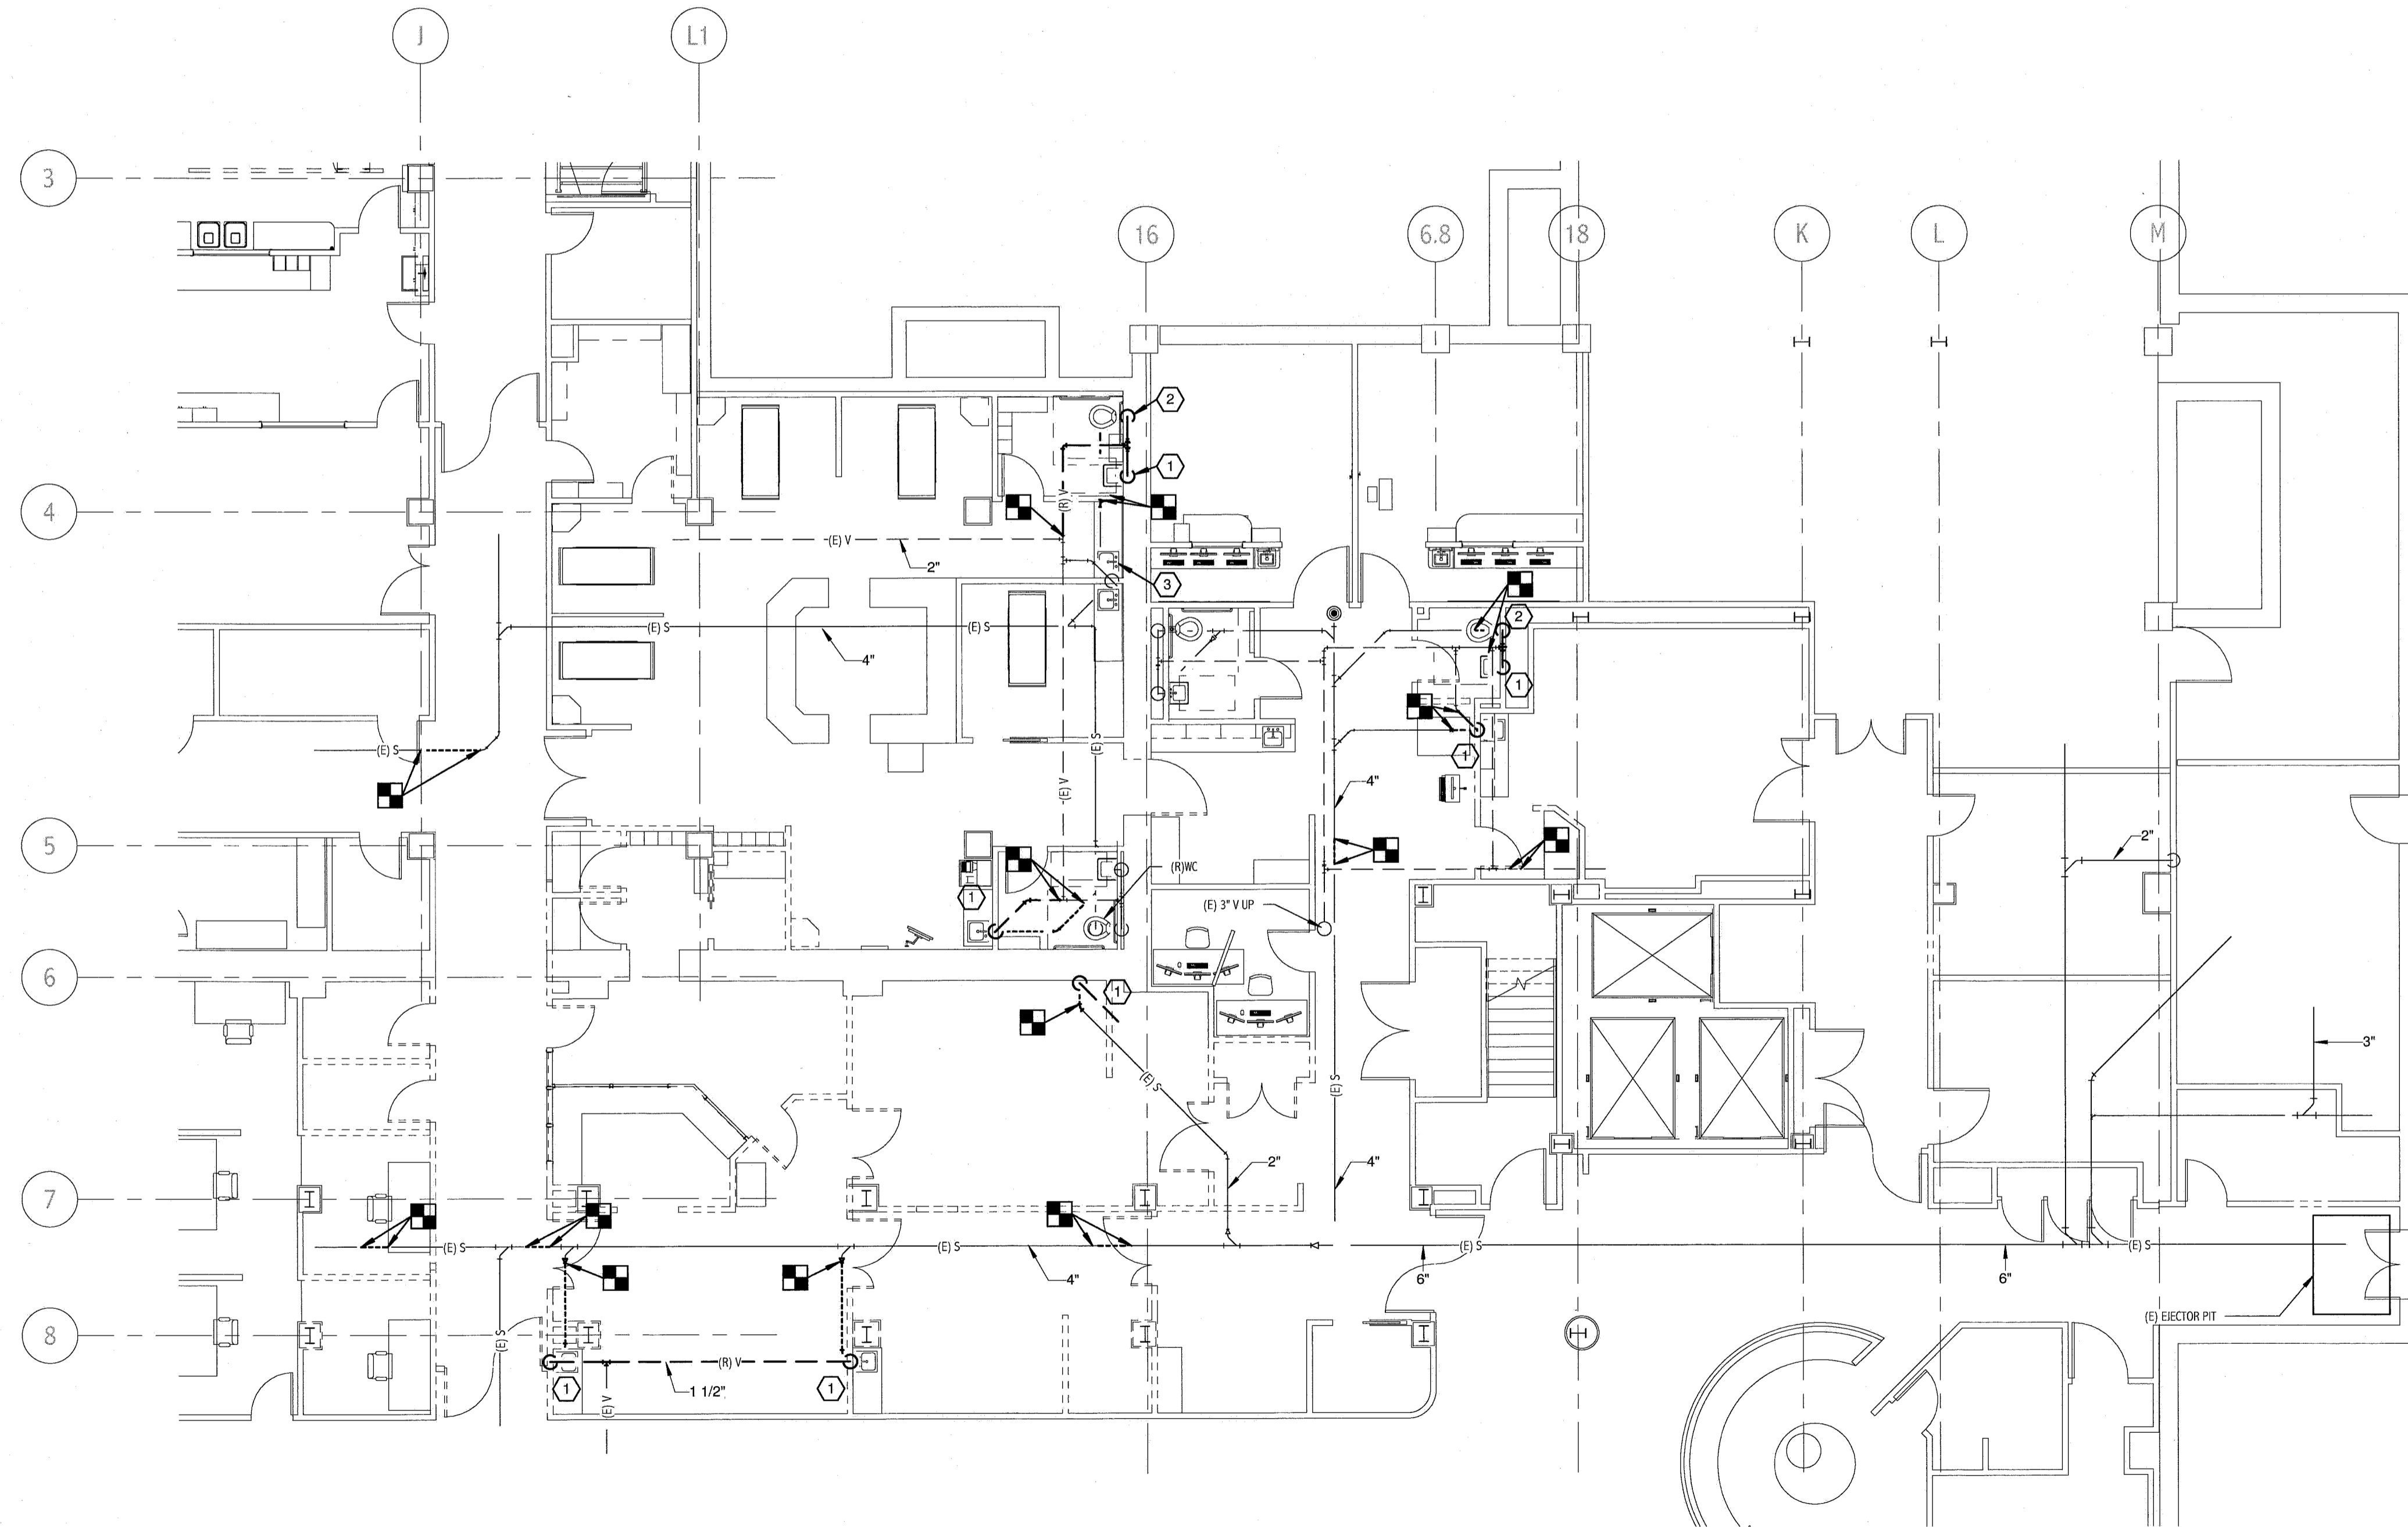 J
L1
3
16
6.8
18
K
L
M
2
1
4
(R) V
(E) V
2"
3
(E) S
(E) S
4"
2
1
(E) S
(E) S
(E) V
1
4"
5
2"
(R)WC
1
(E) 3" V UP
6
1
3"
(E) S
(E) S
2"
4"
7
(E) S
(E) S
(E) S
(E) S
4"
6"
6"
(E) EJECTOR PIT
8
(E) S
(R) V
1
1 1/2"
1
(E) V